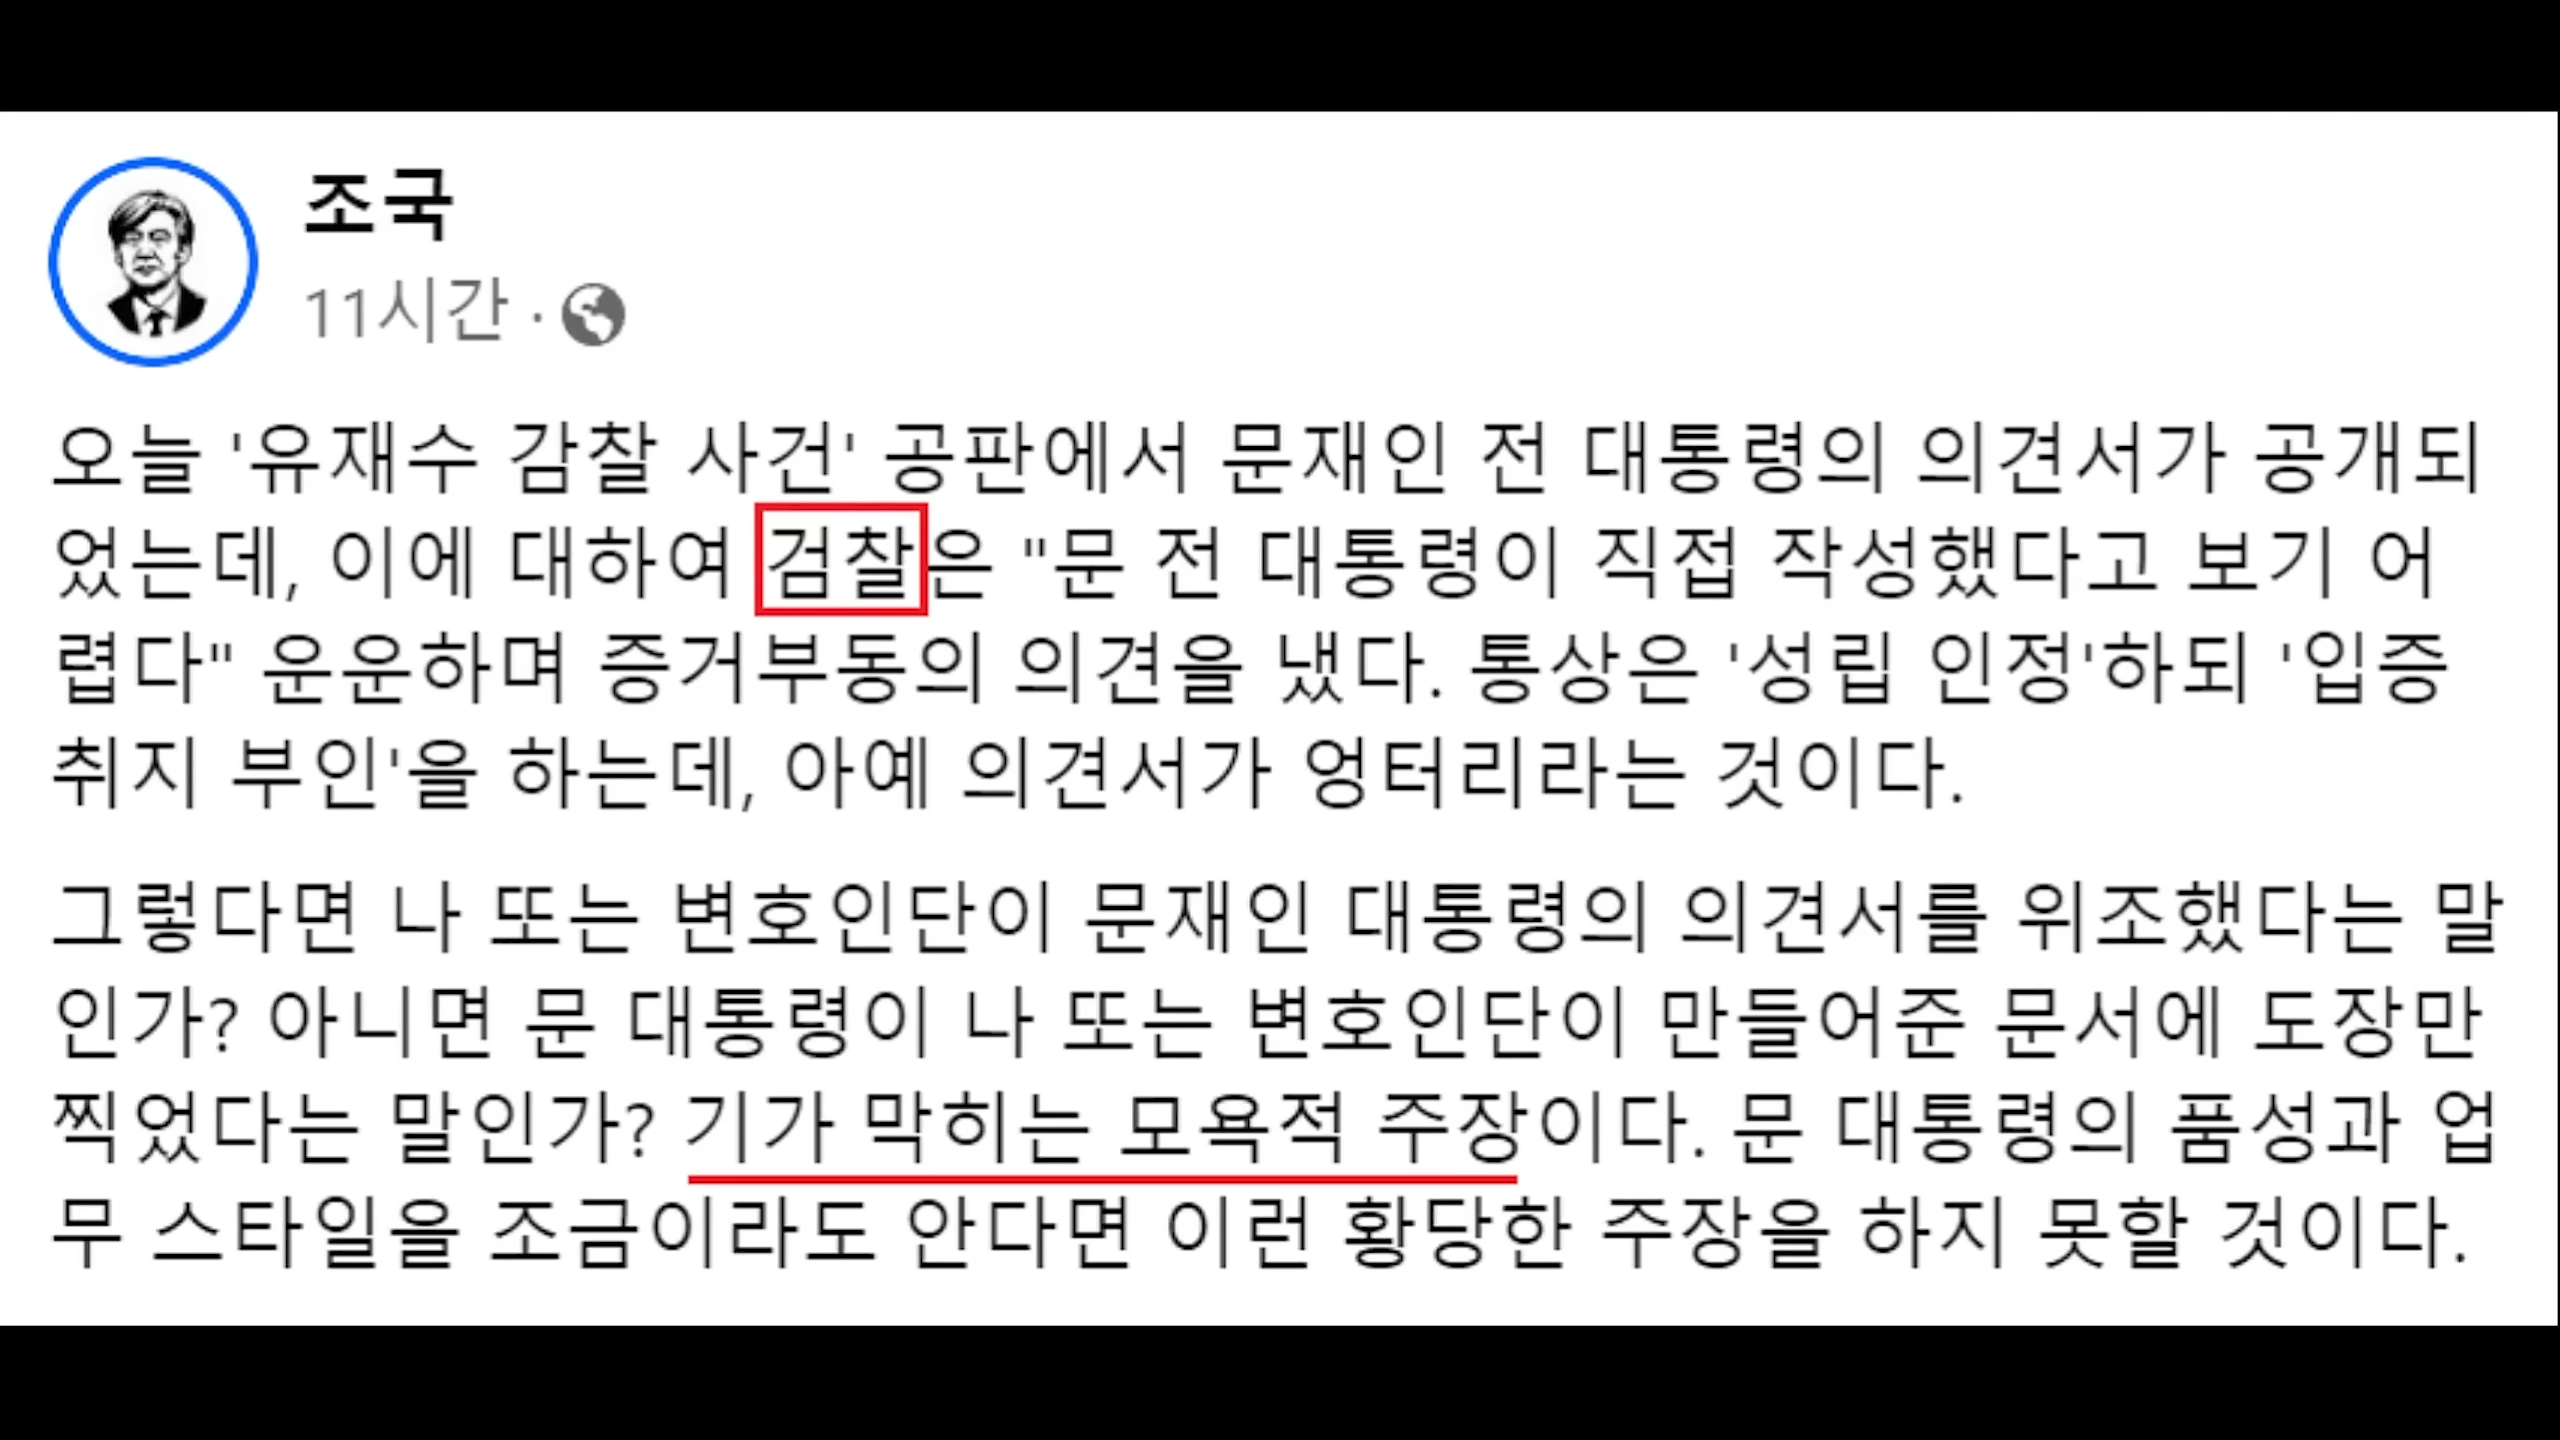 조국
11시간 ·
오늘 '유재수 감찰 사건' 공판에서 문재인 전 대통령의 의견서가 공개되
었는데, 이에 대하여 검찰은 "문 전 대통령이 직접 작성했다고 보기 어
렵다" 운운하며 증거부동의 의견을 냈다. 통상은 '성립 인정'하되 '입증
취지 부인'을 하는데, 아예 의견서가 엉터리라는 것이다.
그렇다면 나 또는 변호인단이 문재인 대통령의 의견서를 위조했다는 말
인가? 아니면 문 대통령이 나 또는 변호인단이 만들어준 문서에 도장만
찍었다는 말인가? 기가 막히는 모욕적 주장이다. 문 대통령의 품성과 업
무 스타일을 조금이라도 안다면 이런 황당한 주장을 하지 못할 것이다.